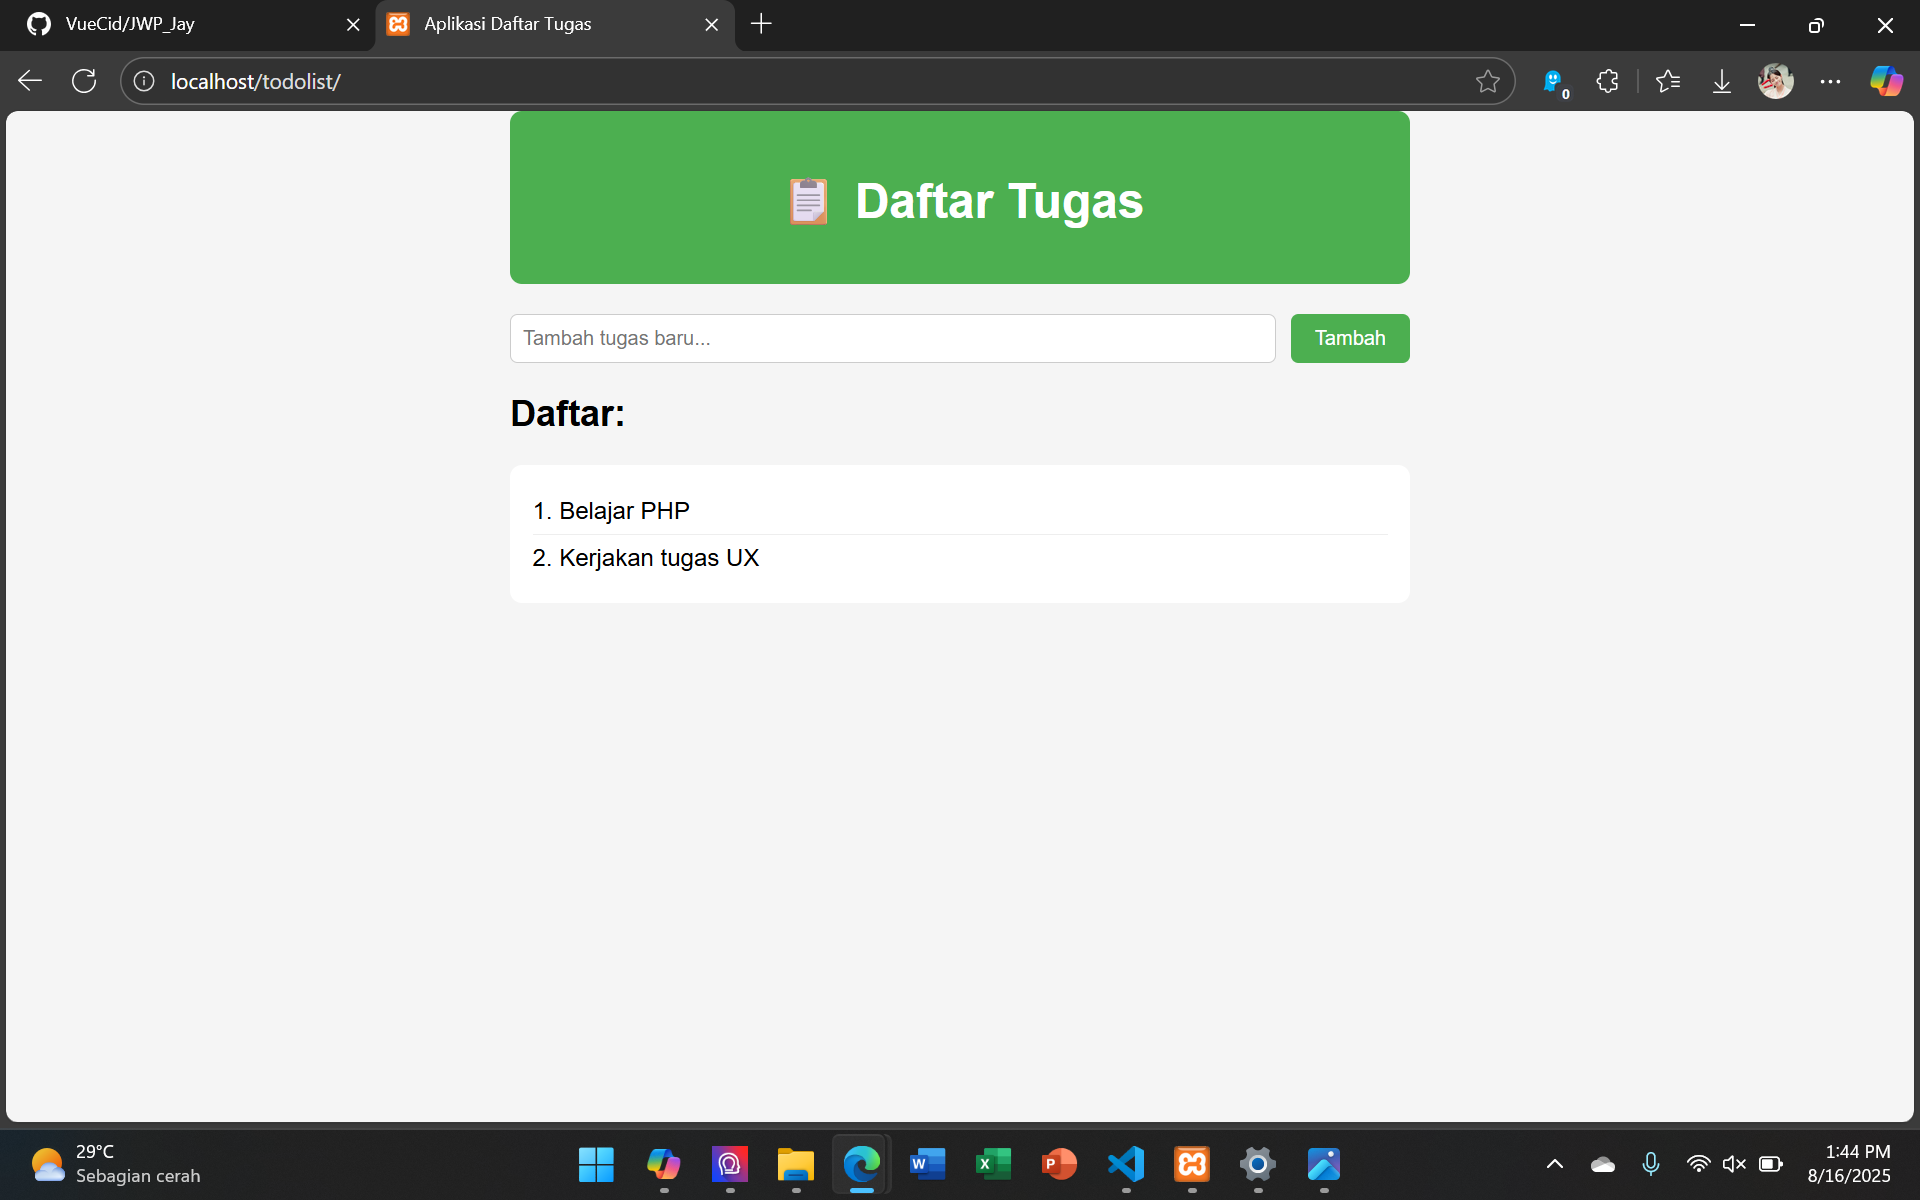 VueCid/JWP_Jay
Aplikasi Daftar Tugas
localhost/todolist/
0
Daftar Tugas
Tambah tugas baru...
Tambah
Daftar:
1. Belajar PHP
2. Kerjakan tugas UX
29°C
Sebagian cerah
1:44 PM
8/16/2025